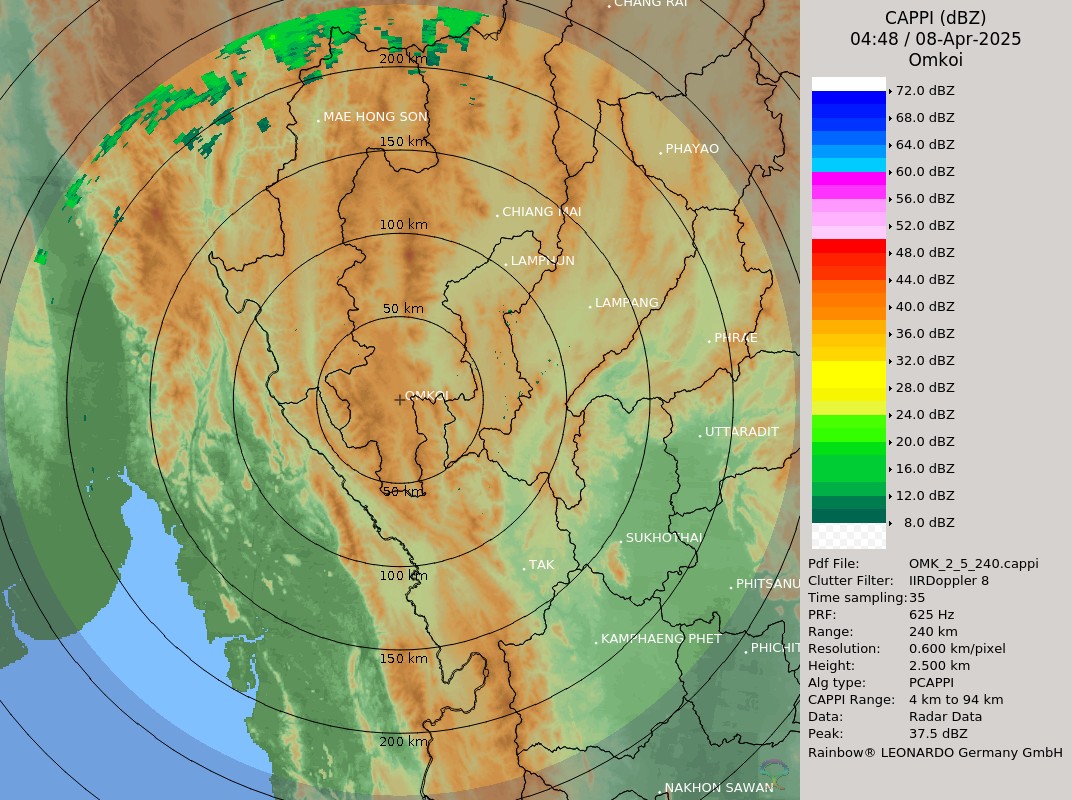 CHANG RAI
200 km
MAE HONG SON
150 km
PHAYAO
CHIANG MAI
100 km
LAMPHUN
LAMPANG
50 km
PHRAE
OMKOI
UTTARADIT
50 km
SUKHOTHAI
TAK
100 km
PHITSANU
KAMPHAENG PHET
PHICHIT
150 km
200 km
NAKHON SAWAN
CAPPI (dBZ)
04:48 / 08-Apr-2025
Omkoi
72.0 dBZ
68.0 dBZ
64.0 dBZ
60.0 dBZ
56.0 dBZ
52.0 dBZ
48.0 dBZ
44.0 dBZ
40.0 dBZ
36.0 dBZ
32.0 dBZ
28.0 dBZ
24.0 dBZ
20.0 dBZ
16.0 dBZ
12.0 dBZ
8.0 dBZ
Pdf File: OMK_2_5_240.cappi
Clutter Filter: IIRDoppler 8
Time sampling: 35
PRF: 625 Hz
Range: 240 km
Resolution: 0.600 km/pixel
Height: 2.500 km
Alg type: PCAPPI
CAPPI Range: 4 km to 94 km
Data: Radar Data
Peak: 37.5 dBZ
Rainbow® LEONARDO Germany GmbH